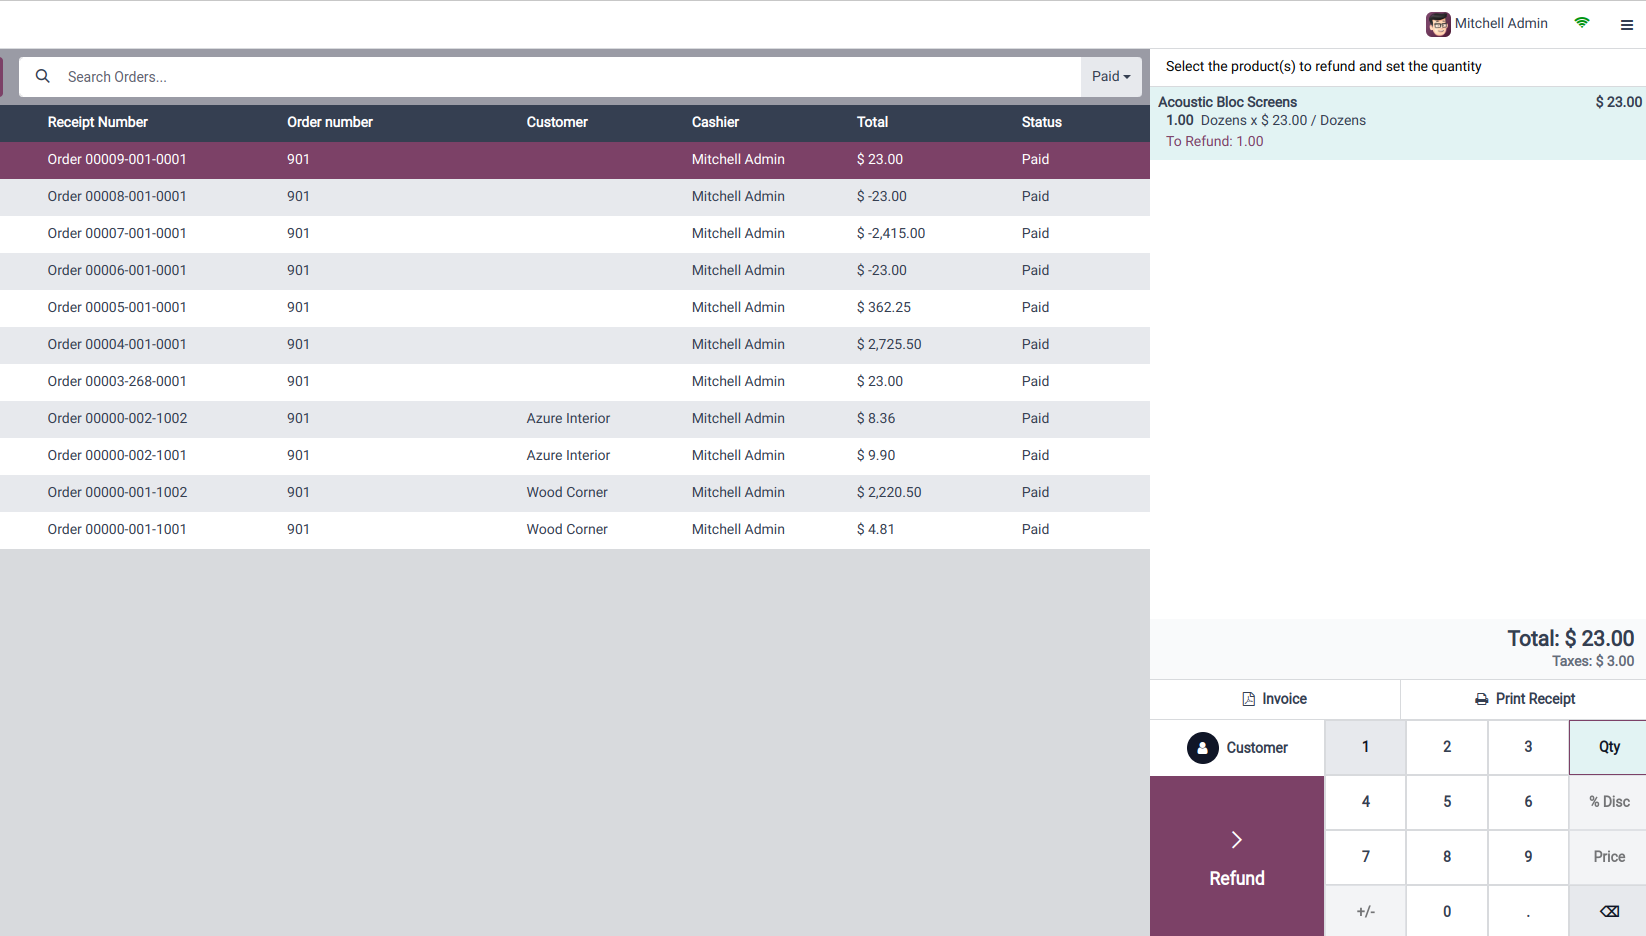 Mitchell Admin
Search Orders...
Paid
Select the product(s) to refund and set the quantity
Acoustic Bloc Screens $ 23.00
1.00 Dozens x $ 23.00 / Dozens
To Refund: 1.00
Receipt Number Order number Customer Cashier Total Status
Order 00009-001-0001 901 Mitchell Admin $ 23.00 Paid
Order 00008-001-0001 901 Mitchell Admin $ -23.00 Paid
Order 00007-001-0001 901 Mitchell Admin $ -2,415.00 Paid
Order 00006-001-0001 901 Mitchell Admin $ -23.00 Paid
Order 00005-001-0001 901 Mitchell Admin $ 362.25 Paid
Order 00004-001-0001 901 Mitchell Admin $ 2,725.50 Paid
Order 00003-268-0001 901 Mitchell Admin $ 23.00 Paid
Order 00000-002-1002 901 Azure Interior Mitchell Admin $ 8.36 Paid
Order 00000-002-1001 901 Azure Interior Mitchell Admin $ 9.90 Paid
Order 00000-001-1002 901 Wood Corner Mitchell Admin $ 2,220.50 Paid
Order 00000-001-1001 901 Wood Corner Mitchell Admin $ 4.81 Paid
Total: $ 23.00
Taxes: $ 3.00
Invoice Print Receipt
Customer 1 2 3 Qty
4 5 6 % Disc
Refund 7 8 9 Price
+/- 0 .